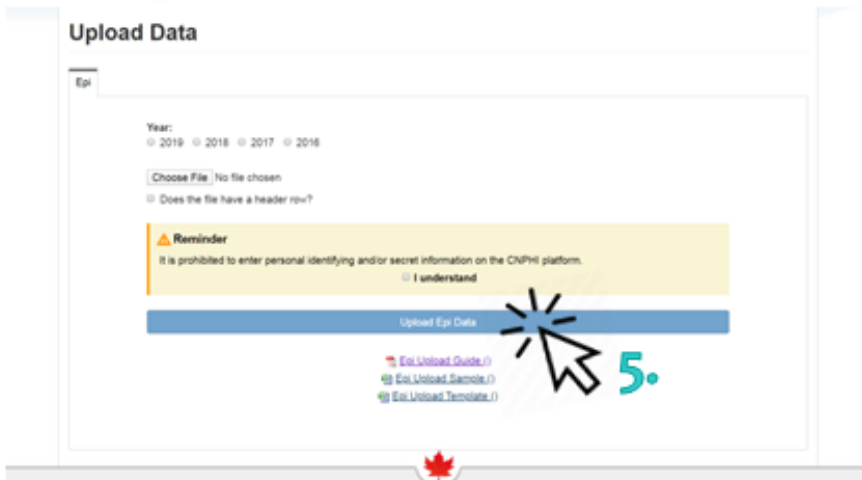 Upload Data
Epi
Year:
2019 2018 2017 2016
Choose File No file chosen
Does the file have a header row?
Reminder
It is prohibited to enter personal identifying and/or secret information on the CNPHI platform.
I understand
Upload Epi Data
Epi Upload Guide ()
Epi Upload Sample ()
Epi Upload Template ()
5.